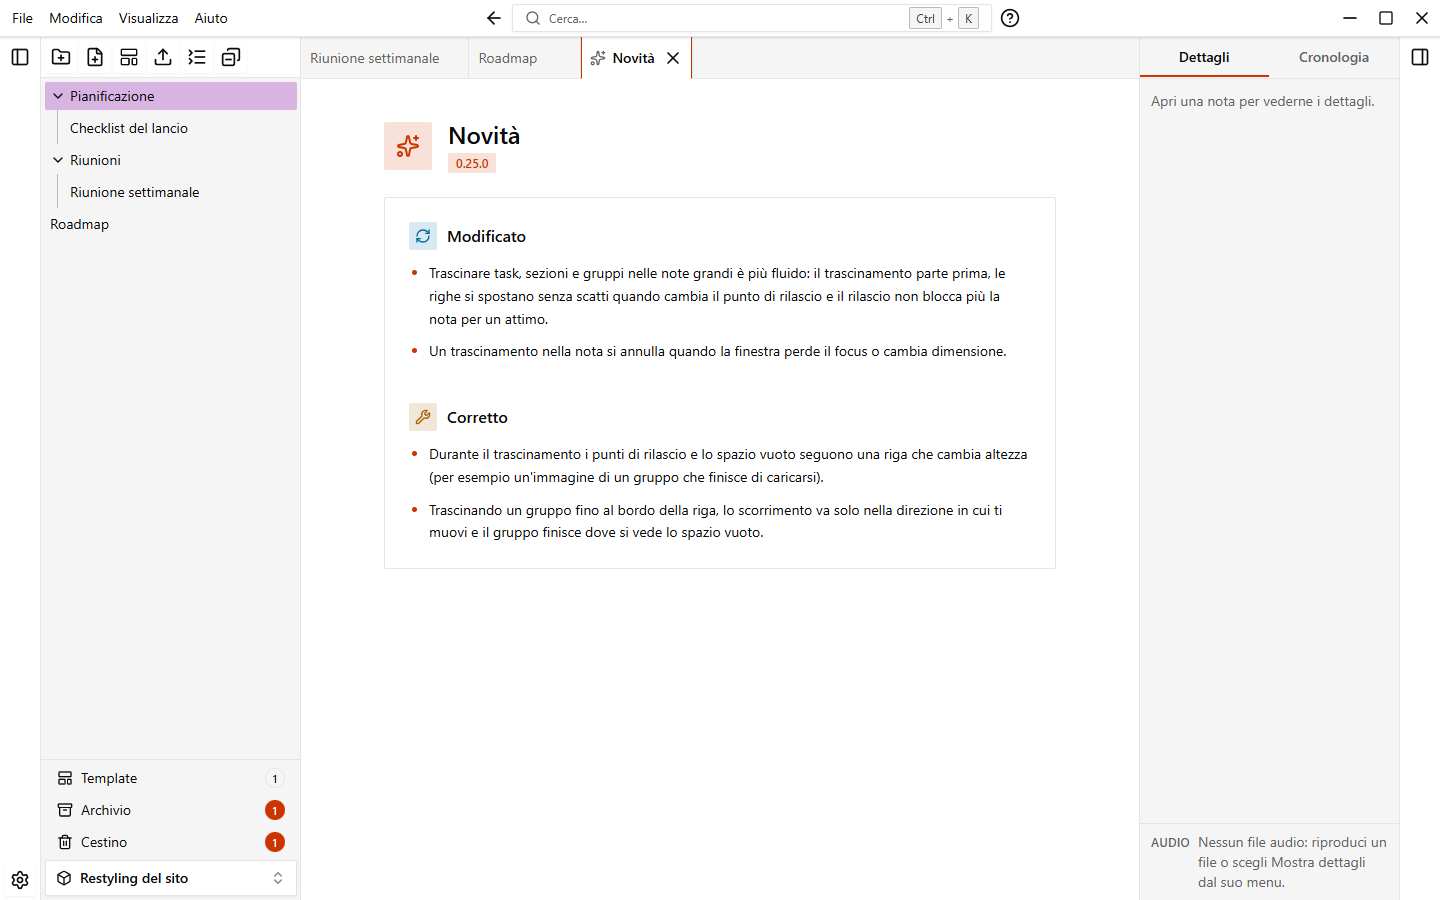 File Modifica Visualizza Aiuto
Cerca...
Ctrl + K
Pianificazione
Checklist del lancio
Riunioni
Riunione settimanale
Roadmap
Template 1
Archivio 1
Cestino 1
Restyling del sito
Riunione settimanale Roadmap Novità
Novità
0.25.0
Modificato
Trascinare task, sezioni e gruppi nelle note grandi è più fluido: il trascinamento parte prima, le
righe si spostano senza scatti quando cambia il punto di rilascio e il rilascio non blocca più la
nota per un attimo.
Un trascinamento nella nota si annulla quando la finestra perde il focus o cambia dimensione.
Corretto
Durante il trascinamento i punti di rilascio e lo spazio vuoto seguono una riga che cambia altezza
(per esempio un'immagine di un gruppo che finisce di caricarsi).
Trascinando un gruppo fino al bordo della riga, lo scorrimento va solo nella direzione in cui ti
muovi e il gruppo finisce dove si vede lo spazio vuoto.
Dettagli Cronologia
Apri una nota per vederne i dettagli.
AUDIO Nessun file audio: riproduci un
file o scegli Mostra dettagli
dal suo menu.